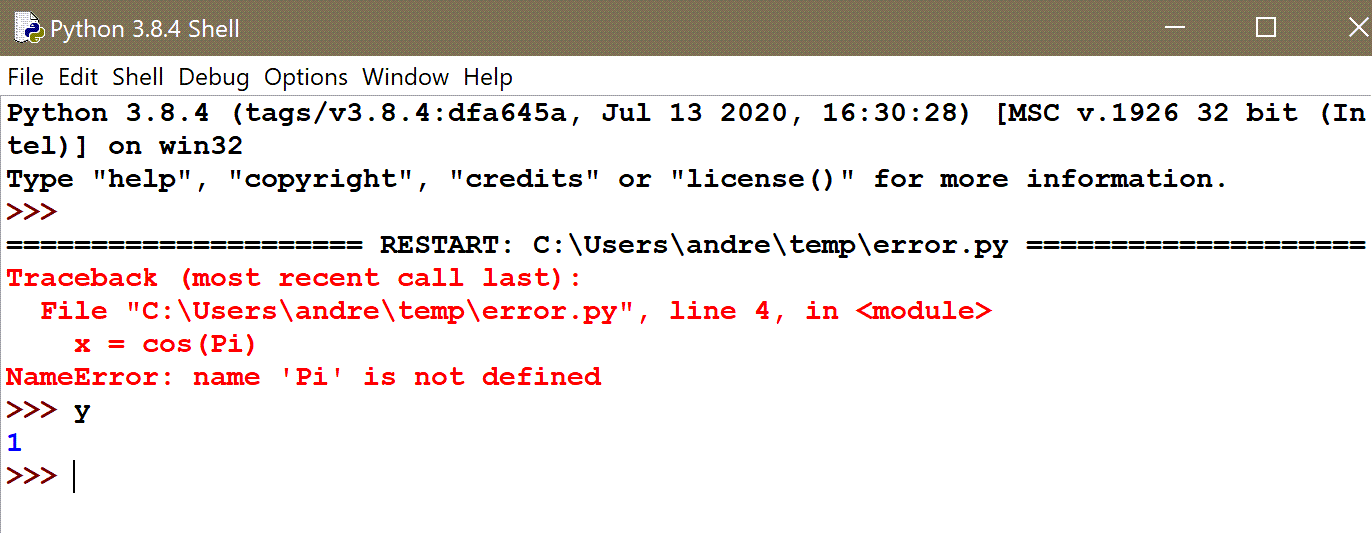 Python 3.8.4 Shell
File Edit Shell Debug Options Window Help
Python 3.8.4 (tags/v3.8.4:dfa645a, Jul 13 2020, 16:30:28) [MSC v.1926 32 bit (In
tel)] on win32
Type "help", "copyright", "credits" or "license()" for more information.
>>>
===================== RESTART: C:\Users\andre\temp\error.py ====================
Traceback (most recent call last):
  File "C:\Users\andre\temp\error.py", line 4, in <module>
    x = cos(Pi)
NameError: name 'Pi' is not defined
>>> y
1
>>>